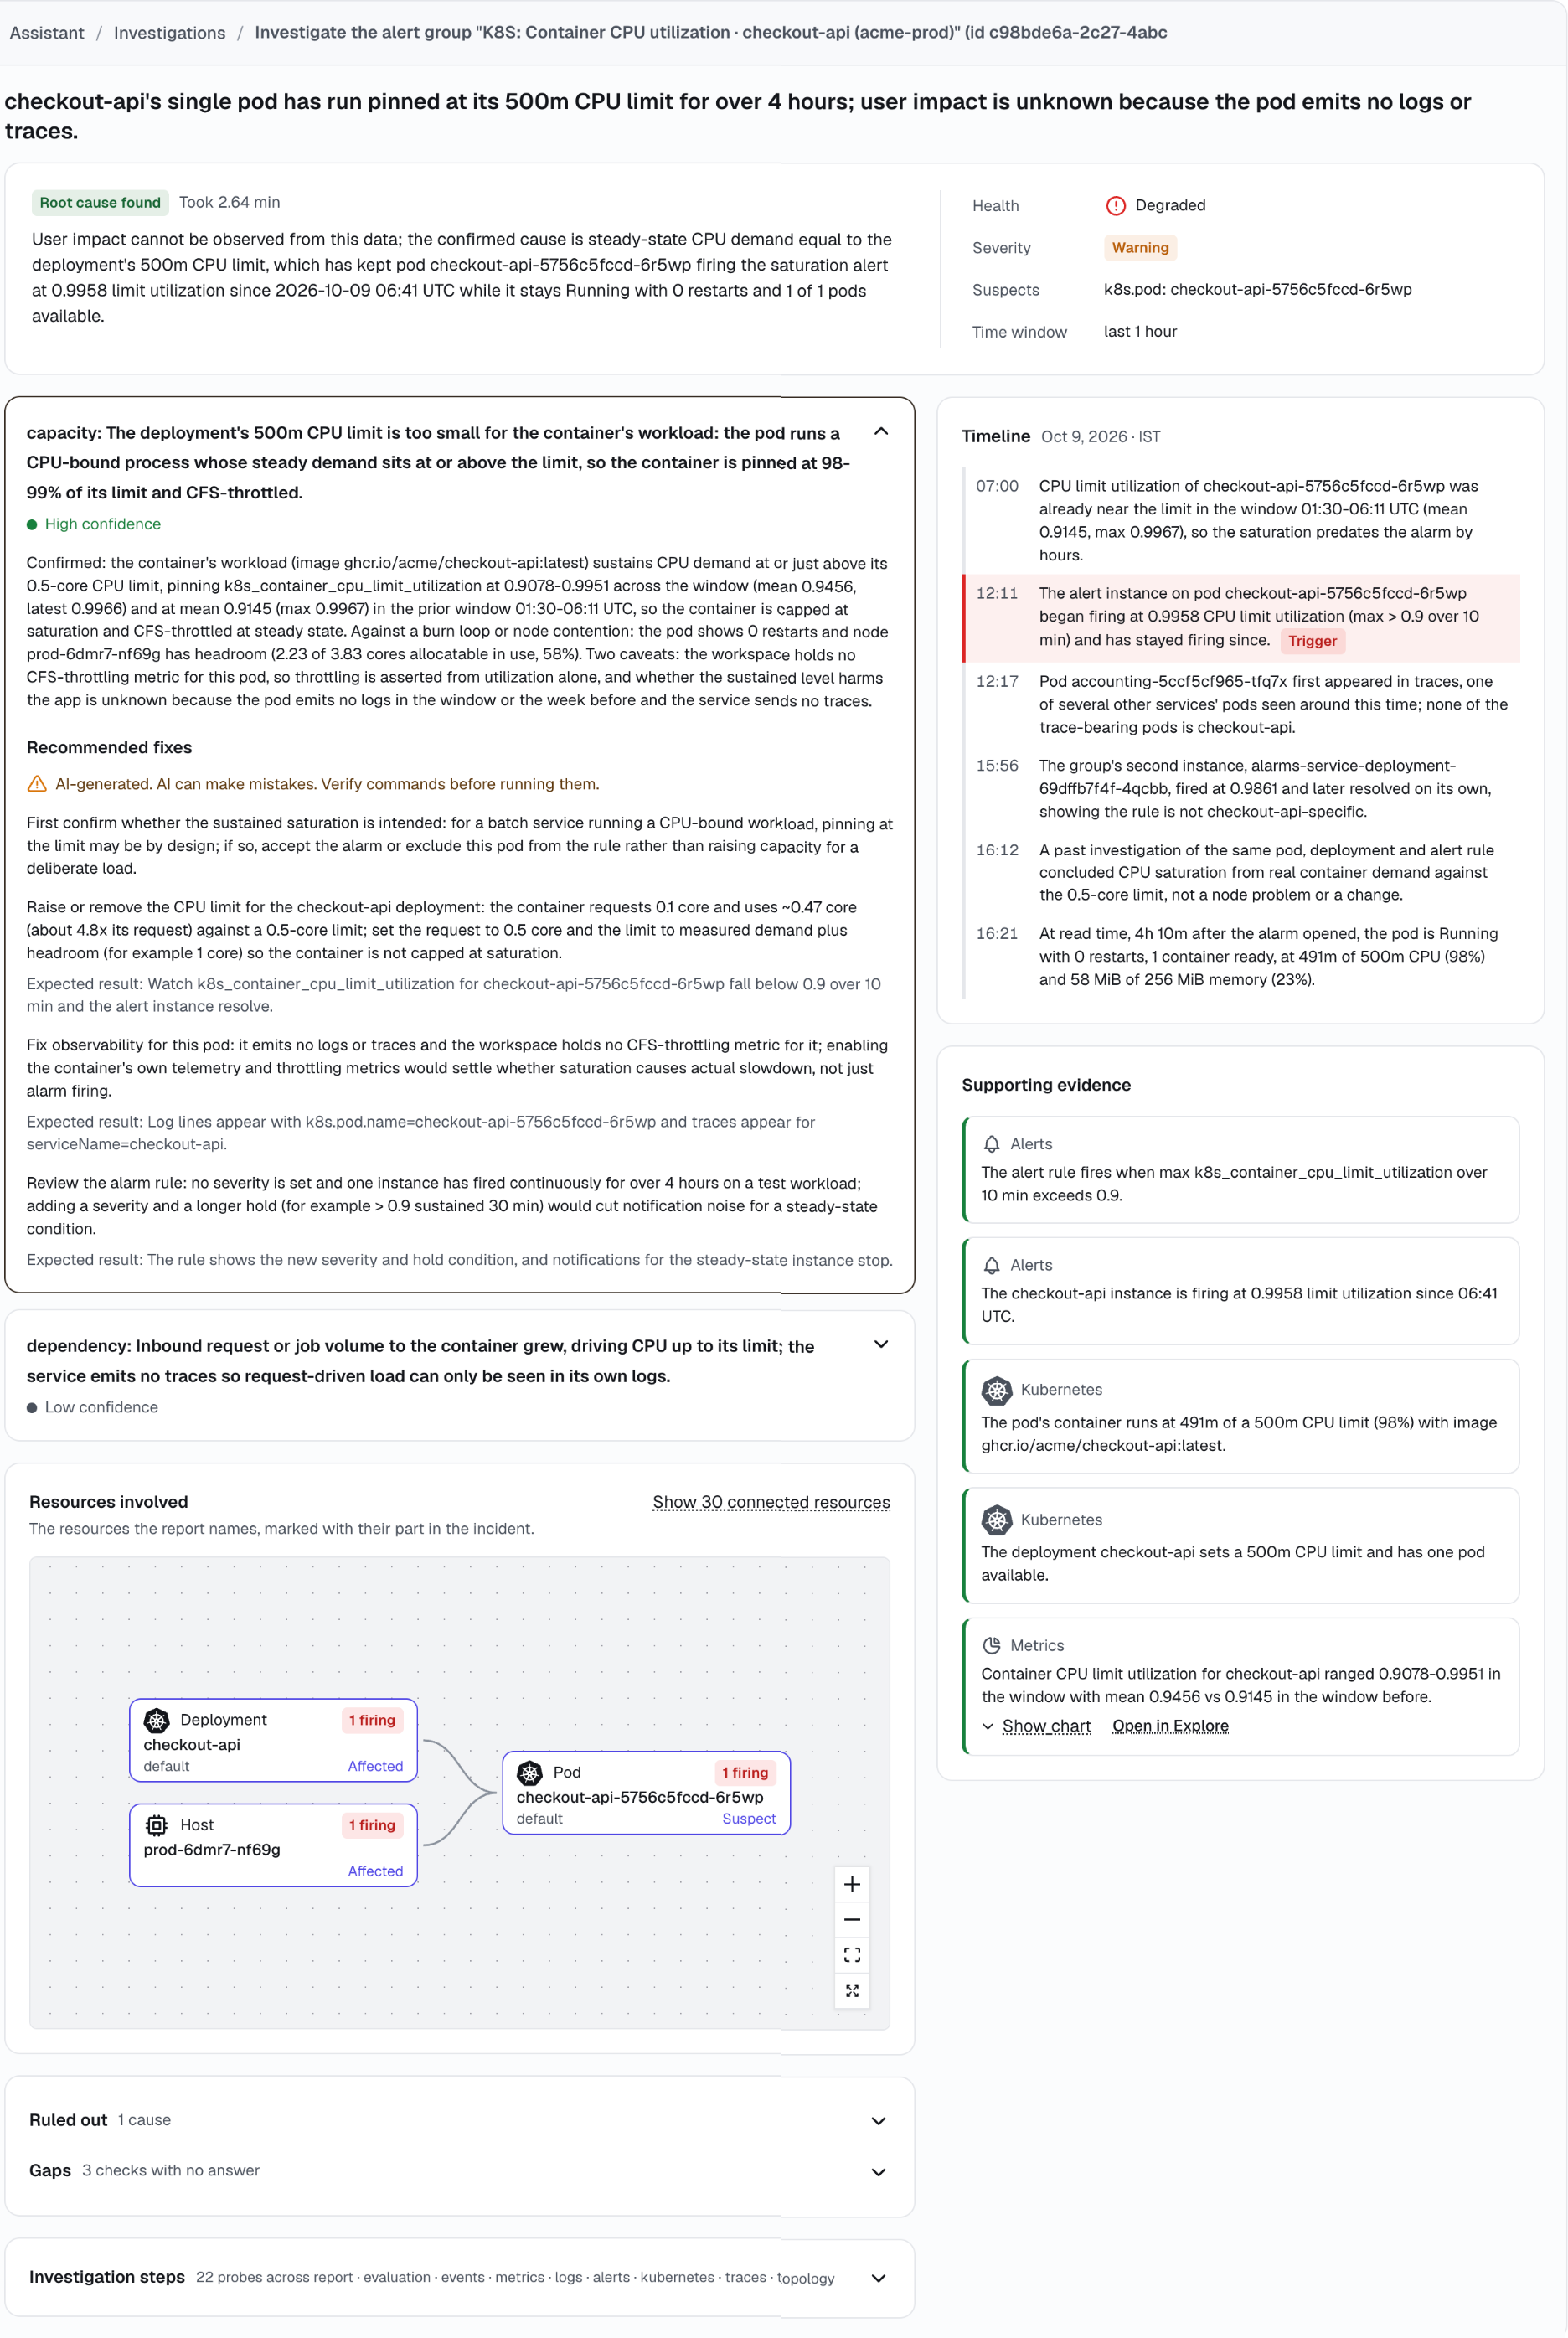 Assistant / Investigations / Investigate the alert group "K8S: Container CPU utilization · checkout-api (acme-prod)" (id c98bde6a-2c27-4abc
checkout-api's single pod has run pinned at its 500m CPU limit for over 4 hours; user impact is unknown because the pod emits no logs or
traces.
Root cause found Took 2.64 min
User impact cannot be observed from this data; the confirmed cause is steady-state CPU demand equal to the
deployment's 500m CPU limit, which has kept pod checkout-api-5756c5fccd-6r5wp firing the saturation alert
at 0.9958 limit utilization since 2026-10-09 06:41 UTC while it stays Running with 0 restarts and 1 of 1 pods
available.
Health Degraded
Severity Warning
Suspects k8s.pod: checkout-api-5756c5fccd-6r5wp
Time window last 1 hour
capacity: The deployment's 500m CPU limit is too small for the container's workload: the pod runs a
CPU-bound process whose steady demand sits at or above the limit, so the container is pinned at 98-
99% of its limit and CFS-throttled.
High confidence
Confirmed: the container's workload (image ghcr.io/acme/checkout-api:latest) sustains CPU demand at or just above its
0.5-core CPU limit, pinning k8s_container_cpu_limit_utilization at 0.9078-0.9951 across the window (mean 0.9456,
latest 0.9966) and at mean 0.9145 (max 0.9967) in the prior window 01:30-06:11 UTC, so the container is capped at
saturation and CFS-throttled at steady state. Against a burn loop or node contention: the pod shows 0 restarts and node
prod-6dmr7-nf69g has headroom (2.23 of 3.83 cores allocatable in use, 58%). Two caveats: the workspace holds no
CFS-throttling metric for this pod, so throttling is asserted from utilization alone, and whether the sustained level harms
the app is unknown because the pod emits no logs in the window or the week before and the service sends no traces.
Recommended fixes
AI-generated. AI can make mistakes. Verify commands before running them.
First confirm whether the sustained saturation is intended: for a batch service running a CPU-bound workload, pinning at
the limit may be by design; if so, accept the alarm or exclude this pod from the rule rather than raising capacity for a
deliberate load.
Raise or remove the CPU limit for the checkout-api deployment: the container requests 0.1 core and uses ~0.47 core
(about 4.8x its request) against a 0.5-core limit; set the request to 0.5 core and the limit to measured demand plus
headroom (for example 1 core) so the container is not capped at saturation.
Expected result: Watch k8s_container_cpu_limit_utilization for checkout-api-5756c5fccd-6r5wp fall below 0.9 over 10
min and the alert instance resolve.
Fix observability for this pod: it emits no logs or traces and the workspace holds no CFS-throttling metric for it; enabling
the container's own telemetry and throttling metrics would settle whether saturation causes actual slowdown, not just
alarm firing.
Expected result: Log lines appear with k8s.pod.name=checkout-api-5756c5fccd-6r5wp and traces appear for
serviceName=checkout-api.
Review the alarm rule: no severity is set and one instance has fired continuously for over 4 hours on a test workload;
adding a severity and a longer hold (for example > 0.9 sustained 30 min) would cut notification noise for a steady-state
condition.
Expected result: The rule shows the new severity and hold condition, and notifications for the steady-state instance stop.
dependency: Inbound request or job volume to the container grew, driving CPU up to its limit; the
service emits no traces so request-driven load can only be seen in its own logs.
Low confidence
Resources involved Show 30 connected resources
The resources the report names, marked with their part in the incident.
Deployment 1 firing
checkout-api
default Affected
Host 1 firing
prod-6dmr7-nf69g
Affected
Pod 1 firing
checkout-api-5756c5fccd-6r5wp
default Suspect
Ruled out 1 cause
Gaps 3 checks with no answer
Investigation steps 22 probes across report · evaluation · events · metrics · logs · alerts · kubernetes · traces · topology
Timeline Oct 9, 2026 · IST
07:00 CPU limit utilization of checkout-api-5756c5fccd-6r5wp was
already near the limit in the window 01:30-06:11 UTC (mean
0.9145, max 0.9967), so the saturation predates the alarm by
hours.
12:11 The alert instance on pod checkout-api-5756c5fccd-6r5wp
began firing at 0.9958 CPU limit utilization (max > 0.9 over 10
min) and has stayed firing since. Trigger
12:17 Pod accounting-5ccf5cf965-tfq7x first appeared in traces, one
of several other services' pods seen around this time; none of the
trace-bearing pods is checkout-api.
15:56 The group's second instance, alarms-service-deployment-
69dffb7f4f-4qcbb, fired at 0.9861 and later resolved on its own,
showing the rule is not checkout-api-specific.
16:12 A past investigation of the same pod, deployment and alert rule
concluded CPU saturation from real container demand against
the 0.5-core limit, not a node problem or a change.
16:21 At read time, 4h 10m after the alarm opened, the pod is Running
with 0 restarts, 1 container ready, at 491m of 500m CPU (98%)
and 58 MiB of 256 MiB memory (23%).
Supporting evidence
Alerts
The alert rule fires when max k8s_container_cpu_limit_utilization over
10 min exceeds 0.9.
Alerts
The checkout-api instance is firing at 0.9958 limit utilization since 06:41
UTC.
Kubernetes
The pod's container runs at 491m of a 500m CPU limit (98%) with image
ghcr.io/acme/checkout-api:latest.
Kubernetes
The deployment checkout-api sets a 500m CPU limit and has one pod
available.
Metrics
Container CPU limit utilization for checkout-api ranged 0.9078-0.9951 in
the window with mean 0.9456 vs 0.9145 in the window before.
Show chart Open in Explore